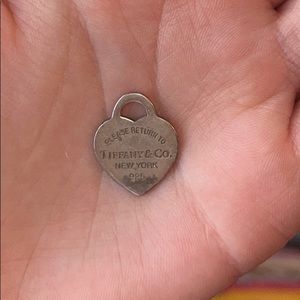 PLEASE RETURN TO
TIFFANY & CO.
NEW YORK
925